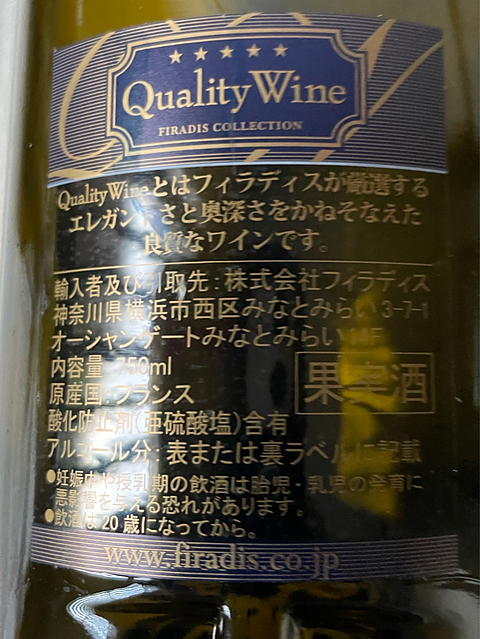 ★★★★★
Quality Wine
FIRADIS COLLECTION
QualityWineとはフィラディスが厳選する
エレガントさと奥深さをかねそなえた
良質なワインです。
輸入者及び引取先:株式会社フィラディス
神奈川県横浜市西区みなとみらい3-7-1
オーシャンゲートみなとみらい
内容量:750ml
原産国:フランス
果実酒
酸化防止剤(亜硫酸塩)含有
アルコール分:表または裏ラベルに記載
●妊娠中や授乳期の飲酒は胎児・乳児の発育に
悪影響を与える恐れがあります。
●飲酒は20歳になってから。
www.firadis.co.jp